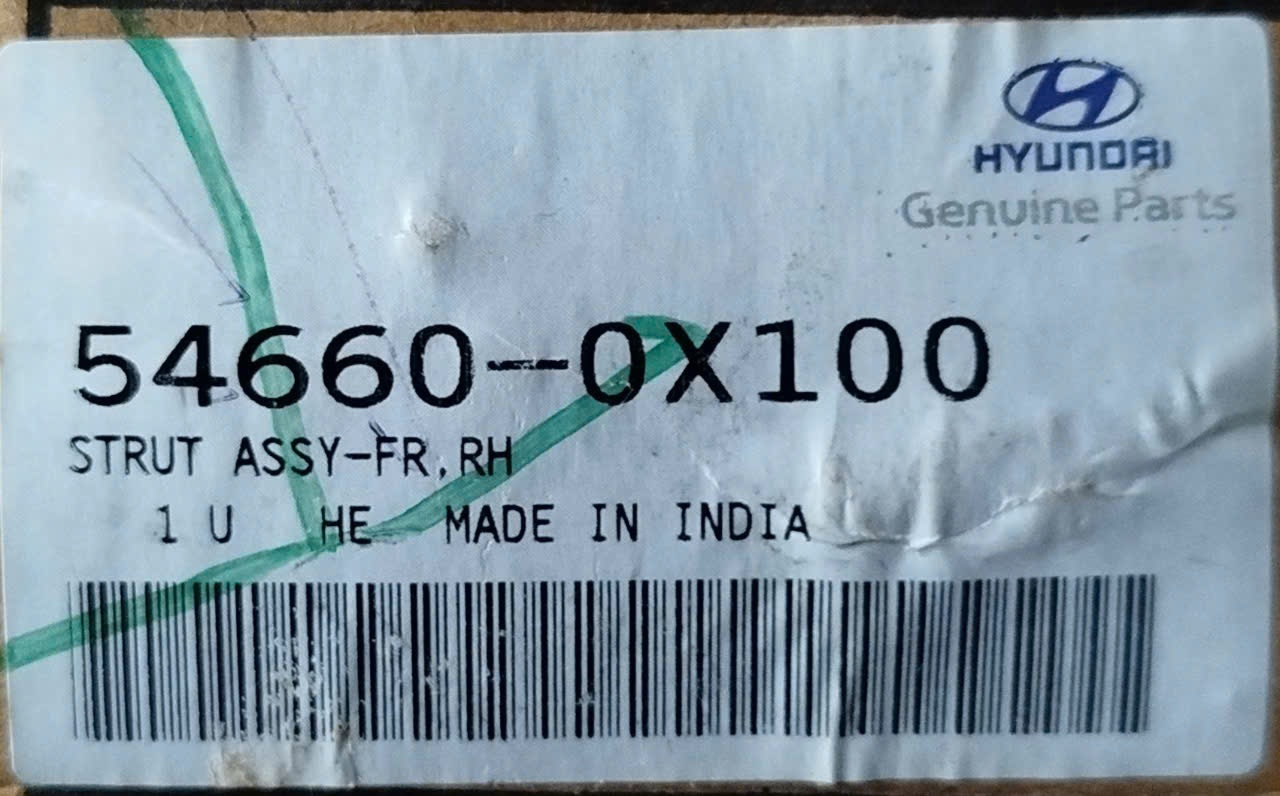 HYUNDAI
Genuine Parts
54660-0X100
STRUT ASSY-FR,RH
1 U HE MADE IN INDIA